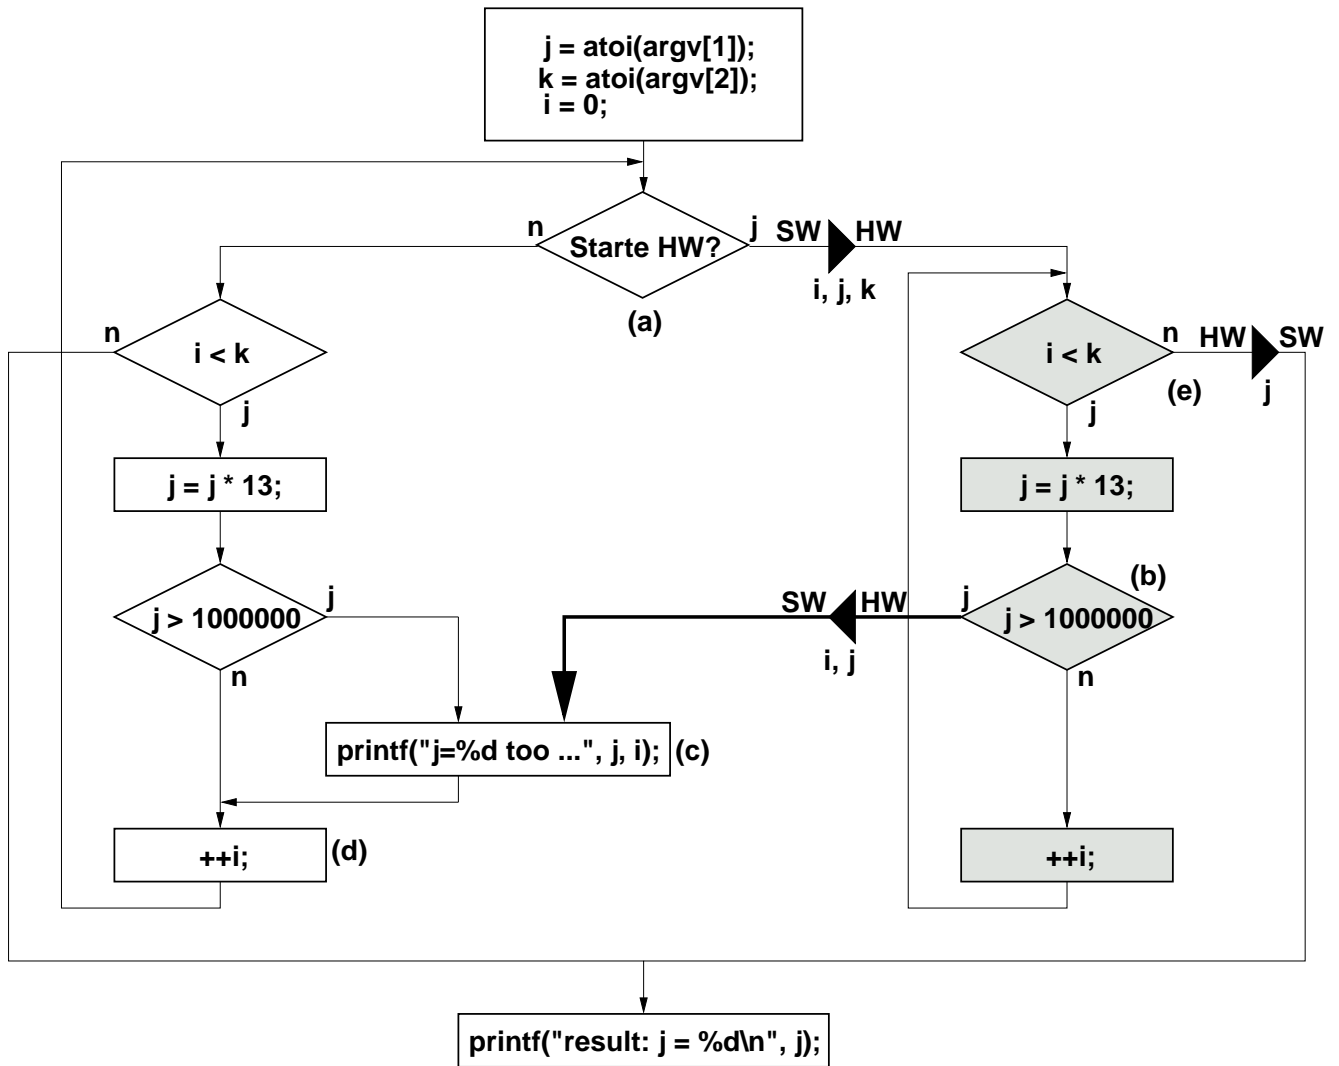 j = atoi(argv[1]);
k = atoi(argv[2]);
i = 0;
n
Starte HW?
j
SW
HW
i, j, k
(a)
n
i < k
j
i < k
n
HW
SW
j
(e)
j
j = j * 13;
j = j * 13;
j > 1000000
j
n
SW
HW
i, j
j
(b)
j > 1000000
n
printf("j=%d too ...", j, i);
(c)
++i;
(d)
++i;
printf("result: j = %d\n", j);